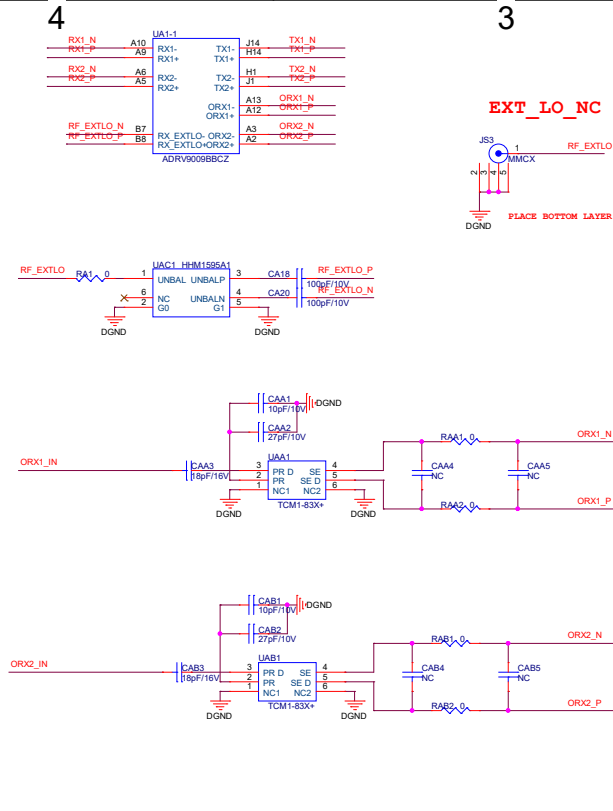 4
3
UA1-1
RX1_N
A10
RX1-
TX1-
J14
TX1_N
RX1_P
A9
RX1+
TX1+
H14
TX1_P
RX2_N
A6
RX2-
TX2-
H1
TX2_N
RX2_P
A5
RX2+
TX2+
J1
TX2_P
ORX1-
A13
ORX1_N
ORX1+
A12
ORX1_P
RF_EXTLO_N
B7
RX_EXTLO-
ORX2-
A3
ORX2_N
RF_EXTLO_P
B8
RX_EXTLO+
ORX2+
A2
ORX2_P
ADRV9009BBCZ
EXT_LO_NC
JS3
1
RF_EXTLO
MMCX
2
3
4
5
PLACE BOTTOM LAYER
DGND
UAC1
HHM1595A1
RF_EXTLO
RA1
0
1
UNBAL
UNBALP
3
CA18
RF_EXTLO_P
100pF/10V
6
NC
UNBALN
4
CA20
RF_EXTLO_N
2
G0
G1
5
100pF/10V
DGND
DGND
CAA1
10pF/10V
DGND
CAA2
27pF/10V
UAA1
ORX1_IN
CAA3
18pF/16V
3
PR D
SE
4
2
PR
SE D
5
1
NC1
NC2
6
TCM1-83X+
DGND
DGND
RAA1
0
ORX1_N
CAA4
NC
CAA5
NC
RAA2
0
ORX1_P
CAB1
10pF/10V
DGND
CAB2
27pF/10V
UAB1
ORX2_IN
CAB3
18pF/16V
3
PR D
SE
4
2
PR
SE D
5
1
NC1
NC2
6
TCM1-83X+
DGND
DGND
RAB1
0
ORX2_N
CAB4
NC
CAB5
NC
RAB2
0
ORX2_P